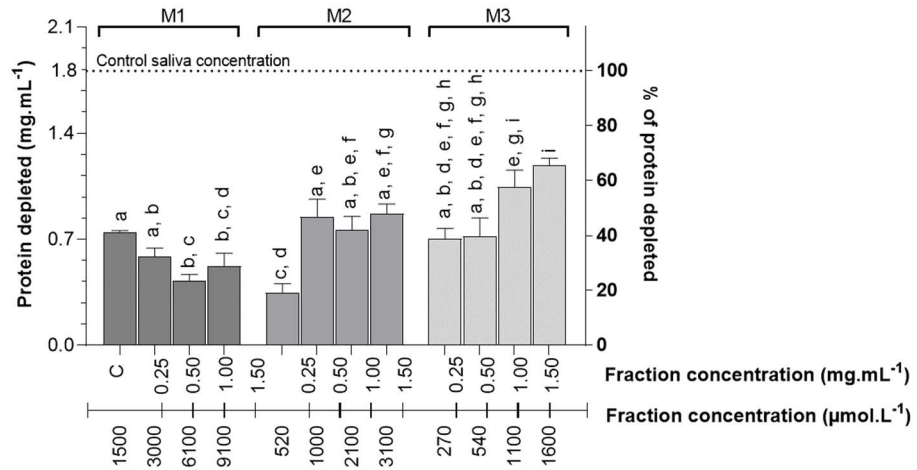 M1 M2 M3
2.1
Control saliva concentration
1.8 100
1.4 80
60
0.7 40
20
0.0 0
Protein depleted (mg.mL-1)
% of protein depleted
a
a, b
b, c
b, c, d
c, d
a, e
a, b, e, f
a, e, f, g
a, b, d, e, f, g, h
a, b, d, e, f, g, h
e, g, i
i
C 0.25 0.50 1.00 1.50 0.25 0.50 1.00 1.50 0.25 0.50 1.00 1.50 Fraction concentration (mg.mL-1)
1500 3000 6100 9100 520 1000 2100 3100 270 540 1100 1600 Fraction concentration (µmol.L-1)